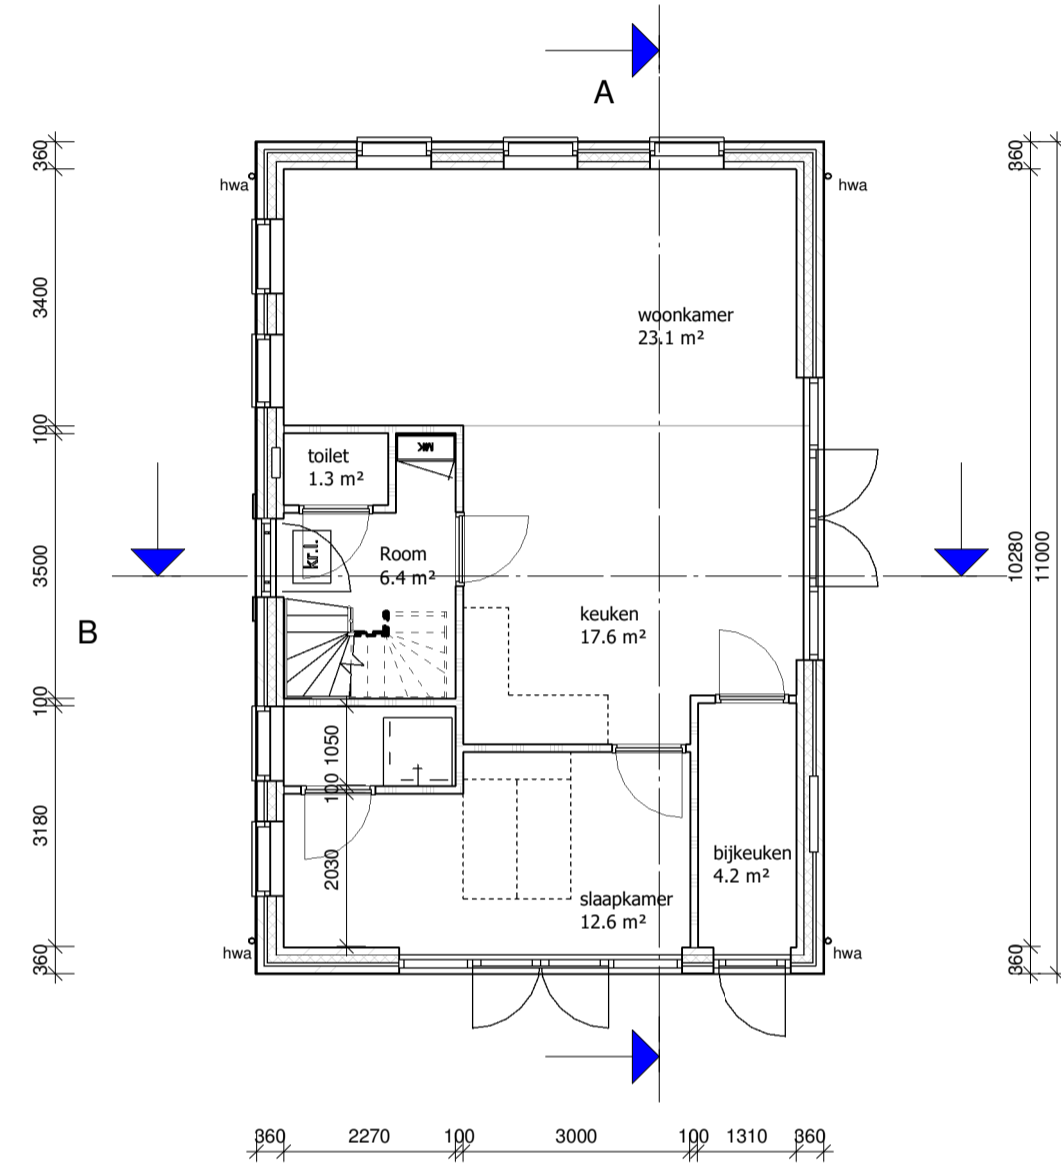 A
360
360
hwa
hwa
3400
woonkamer
23.1 m²
100
MK
toilet
1.3 m²
kr.l.
Room
6.4 m²
3500
10280
11000
B
keuken
17.6 m²
100
1050
100
3180
2030
bijkeuken
4.2 m²
slaapkamer
12.6 m²
hwa
hwa
360
360
360
2270
100
3000
100
1310
360